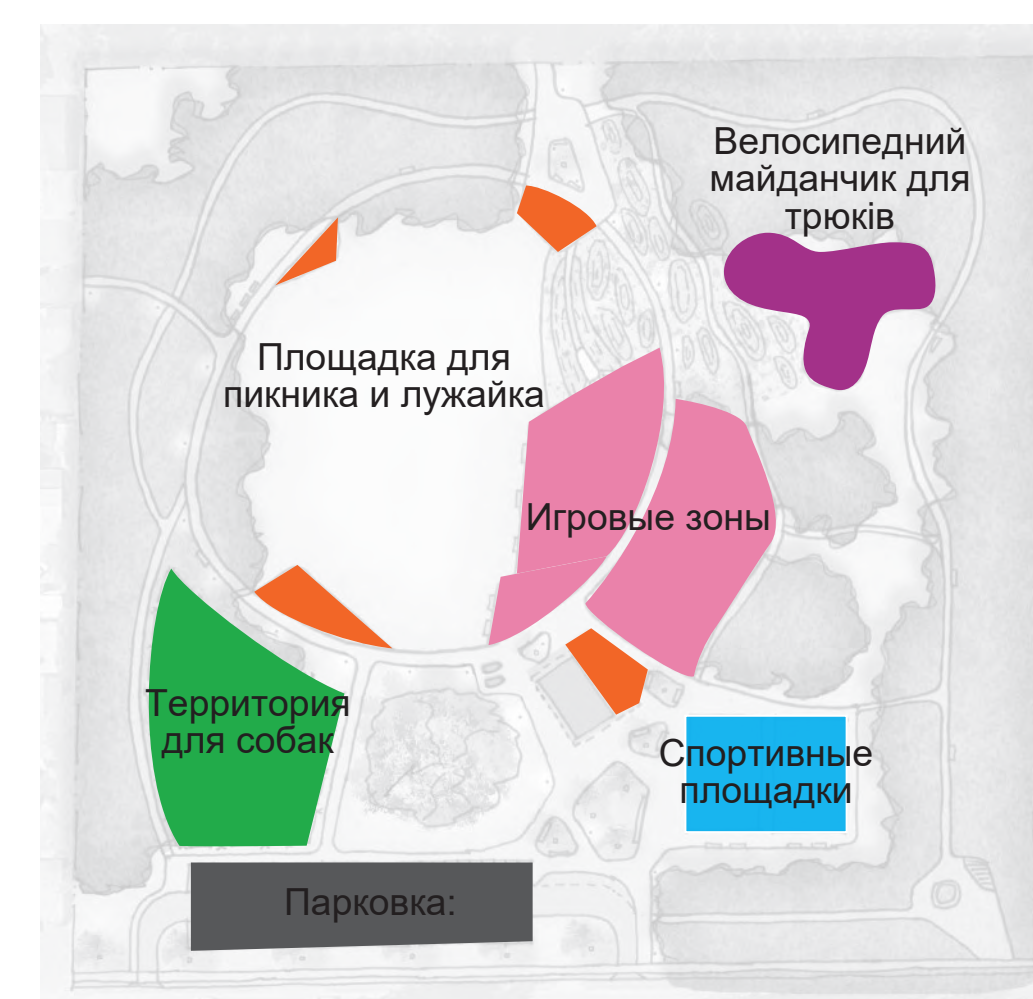 Велосипедний
майданчик для
трюків
Площадка для
пикника и лужайка
Игровые зоны
Территория
для собак
Спортивные
площадки
Парковка: